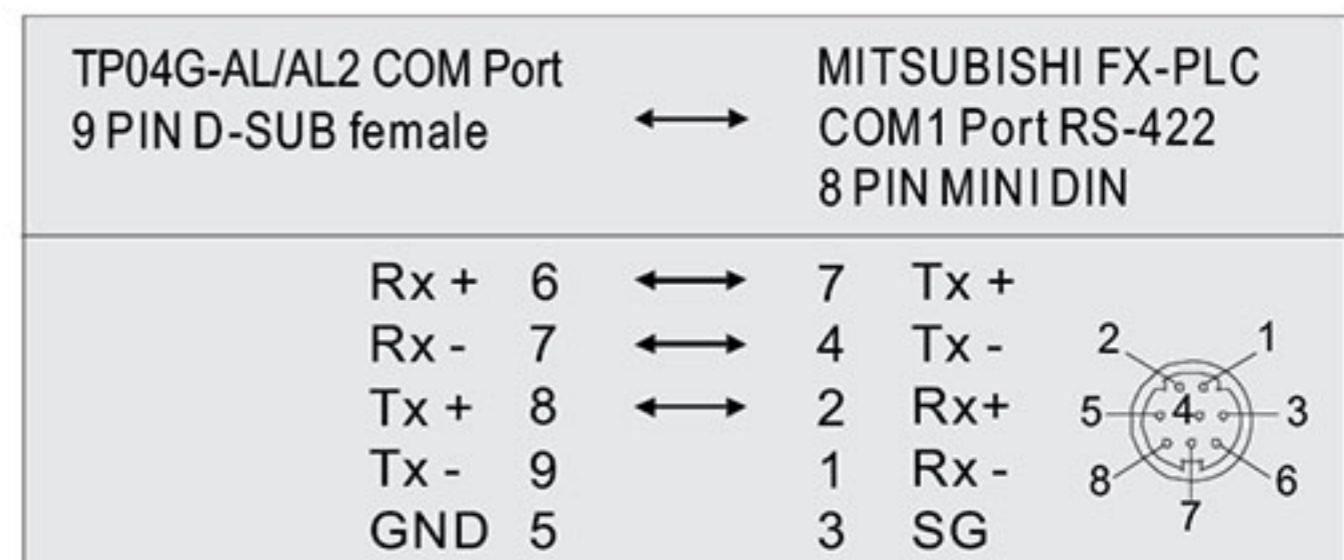 TP04G-AL/AL2 COM Port
9 PIN D-SUB female
↔
MITSUBISHI FX-PLC
COM1 Port RS-422
8 PIN MINI DIN
Rx + 6 ↔ 7 Tx +
Rx - 7 ↔ 4 Tx -
Tx + 8 ↔ 2 Rx+
Tx - 9 1 Rx -
GND 5 3 SG
2 1
5 4 3
8 6
7